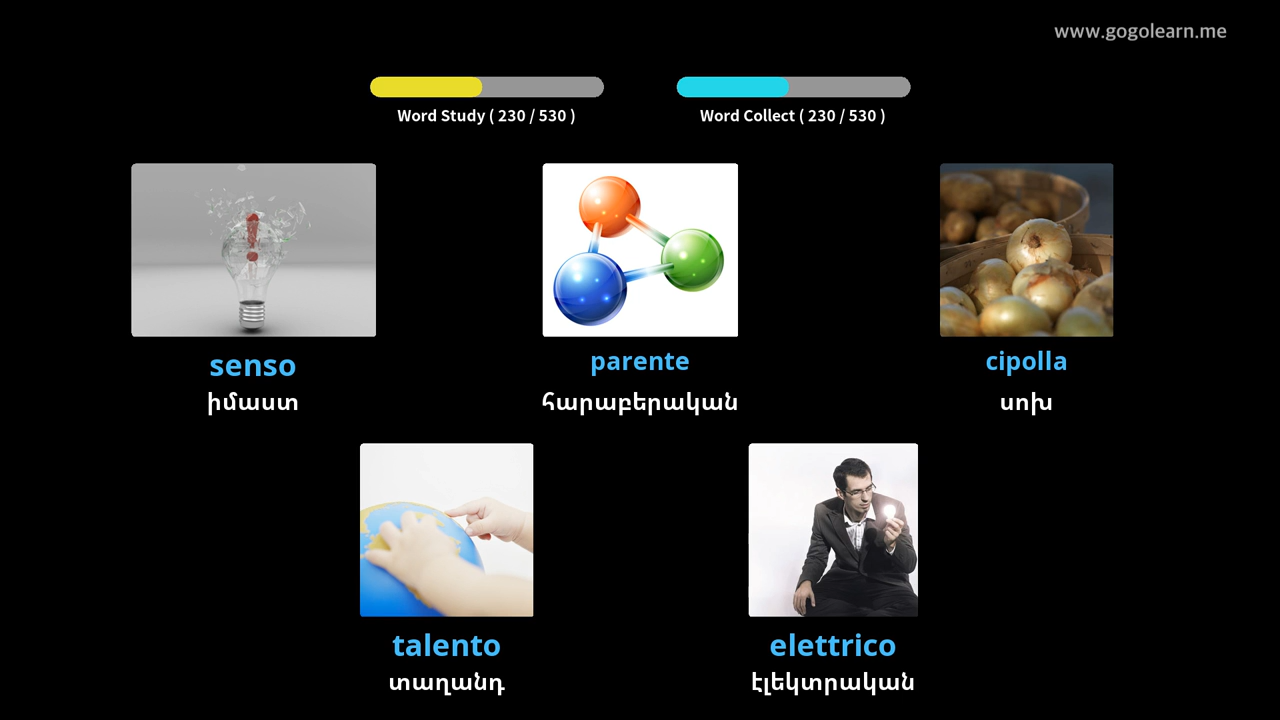 www.gogolearn.me
Word Study ( 230 / 530 )
Word Collect ( 230 / 530 )
senso
իմաստ
parente
հարաբերական
cipolla
սոխ
talento
տաղանդ
elettrico
էլեկտրական